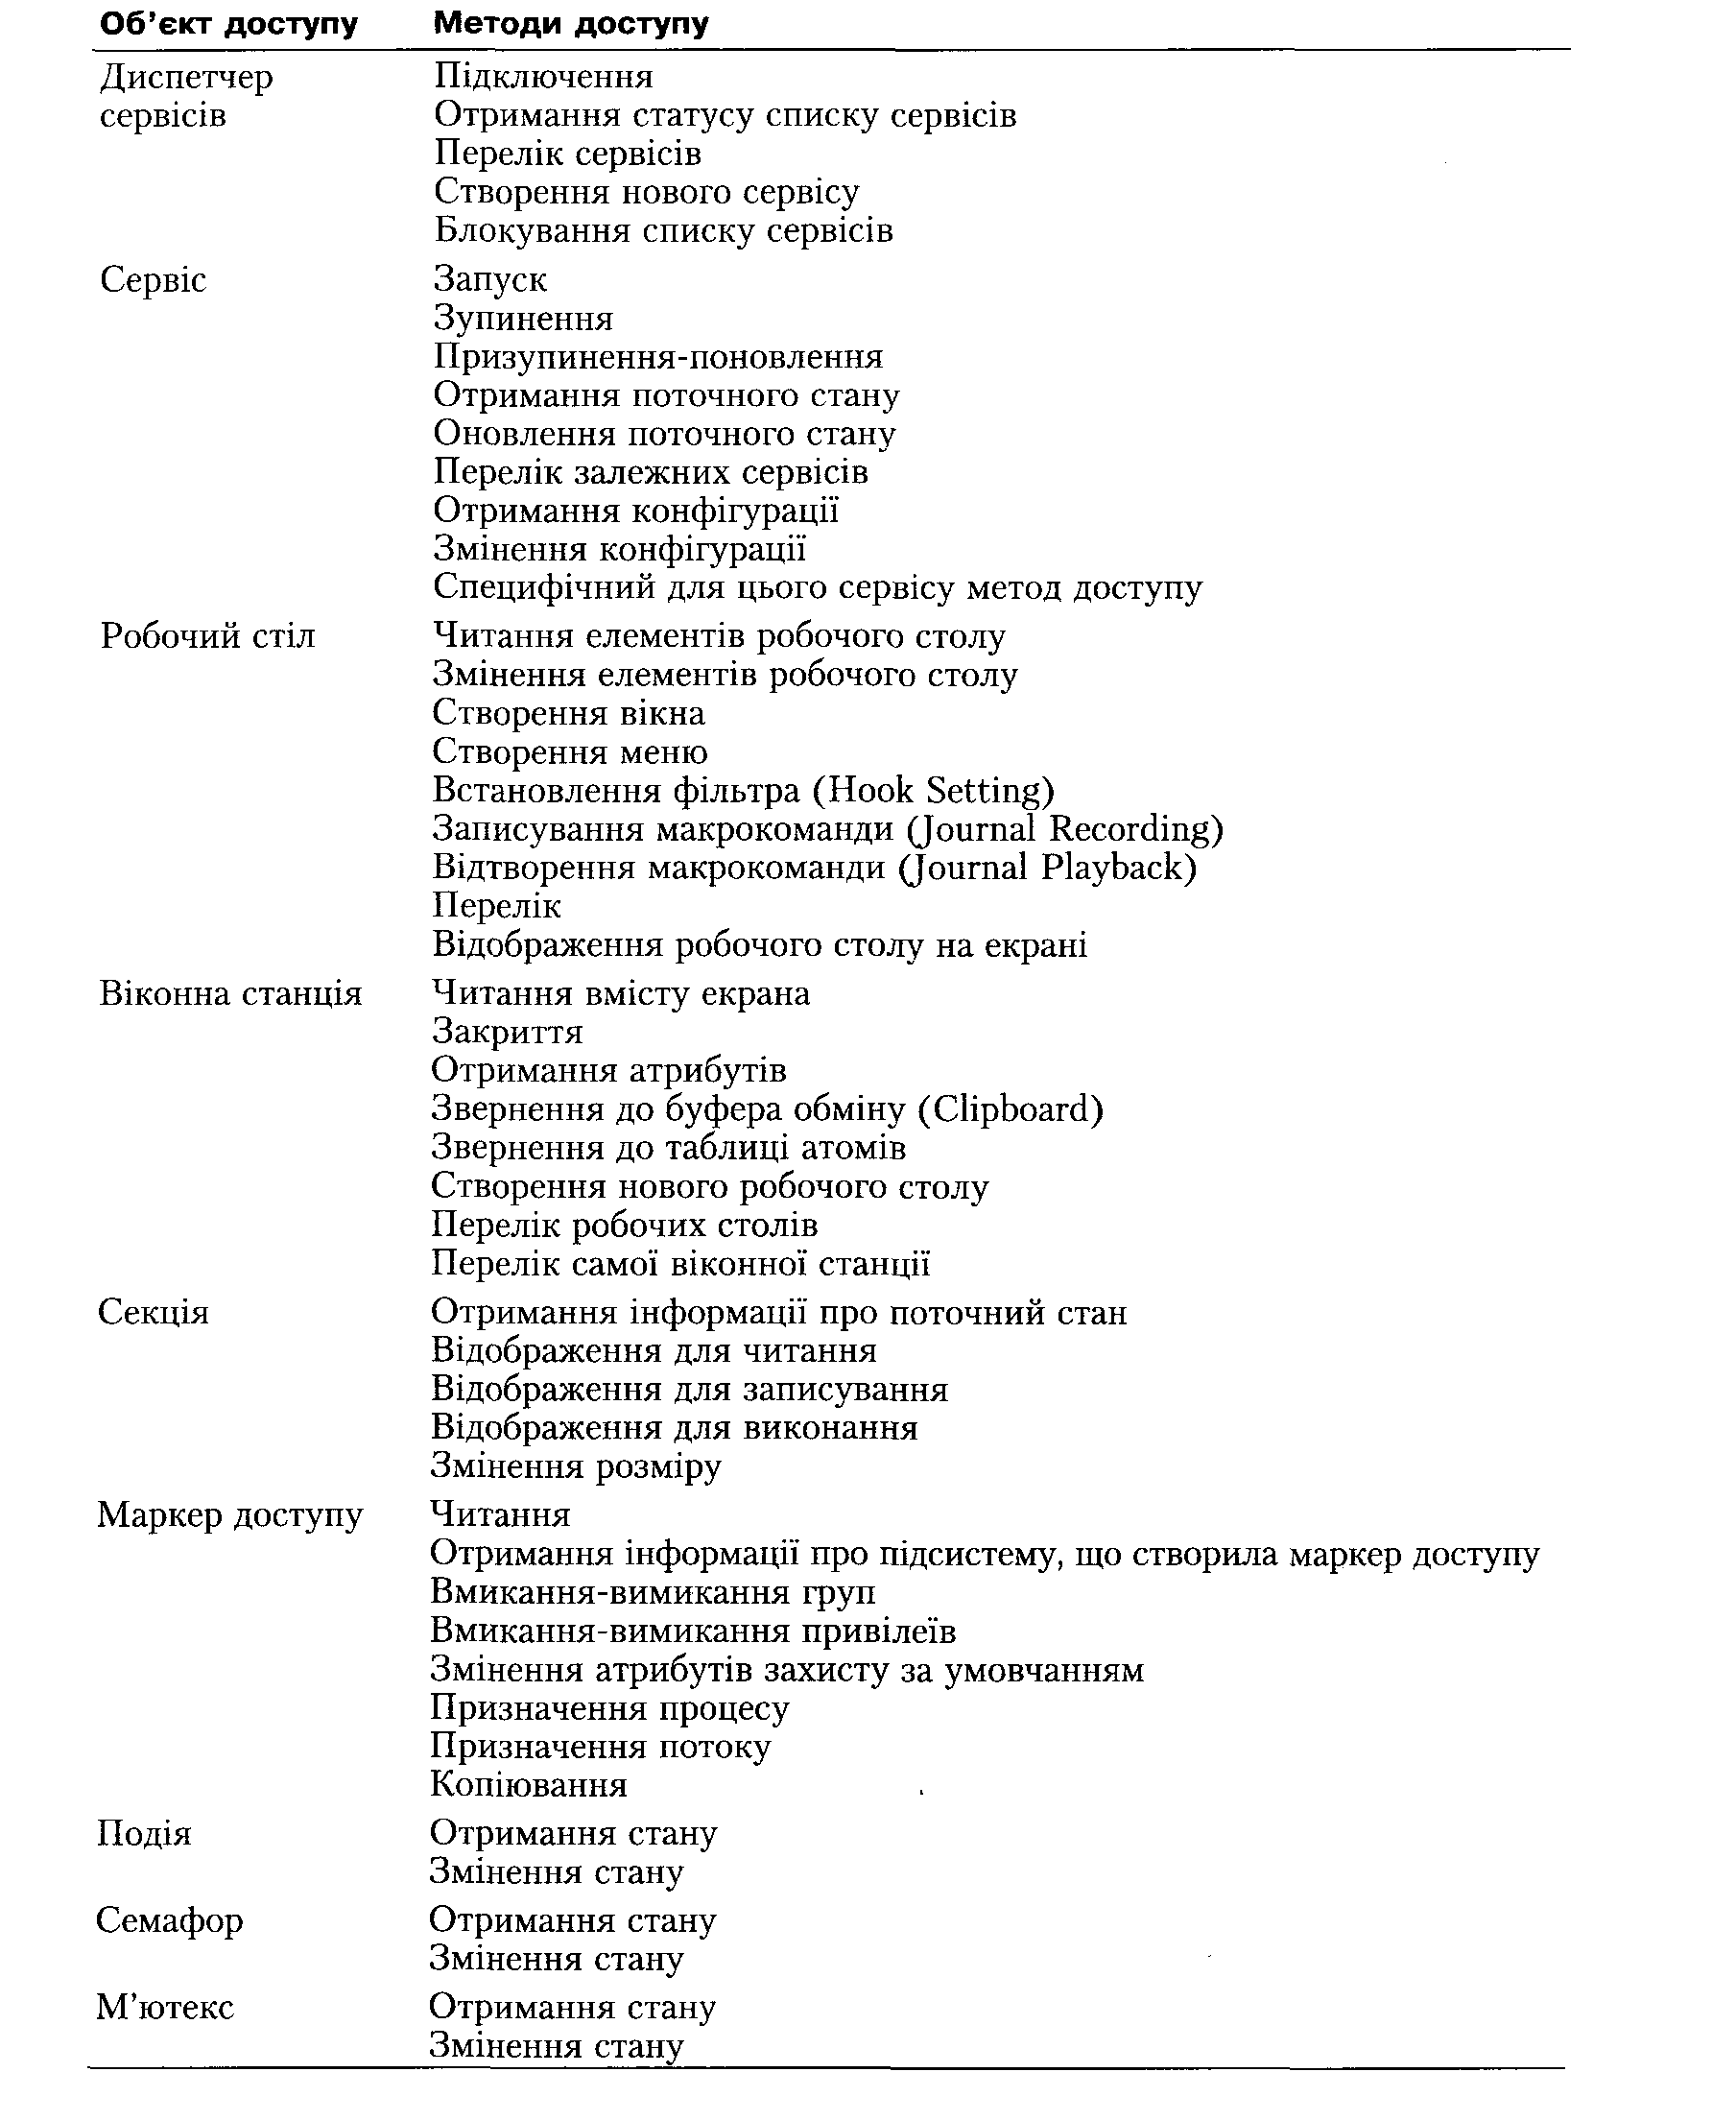 Об’єкт доступу Методи доступу
Диспетчер Підключення
сервісів Отримання статусу списку сервісів
Перелік сервісів
Створення нового сервісу
Блокування списку сервісів
Сервіс Запуск
Зупинення
Призупинення-поновлення
Отримання поточного стану
Оновлення поточного стану
Перелік залежних сервісів
Отримання конфігурації
Змінення конфігурації
Специфічний для цього сервісу метод доступу
Робочий стіл Читання елементів робочого столу
Змінення елементів робочого столу
Створення вікна
Створення меню
Встановлення фільтра (Hook Setting)
Записування макрокоманди (Journal Recording)
Відтворення макрокоманди (Journal Playback)
Перелік
Відображення робочого столу на екрані
Віконна станція Читання вмісту екрана
Закриття
Отримання атрибутів
Звернення до буфера обміну (Clipboard)
Звернення до таблиці атомів
Створення нового робочого столу
Перелік робочих столів
Перелік самої віконної станції
Секція Отримання інформації про поточний стан
Відображення для читання
Відображення для записування
Відображення для виконання
Змінення розміру
Маркер доступу Читання
Отримання інформації про підсистему, що створила маркер доступу
Вмикання-вимикання груп
Вмикання-вимикання привілеїв
Змінення атрибутів захисту за умовчанням
Призначення процесу
Призначення потоку
Копіювання
Подія Отримання стану
Змінення стану
Семафор Отримання стану
Змінення стану
М’ютекс Отримання стану
Змінення стану